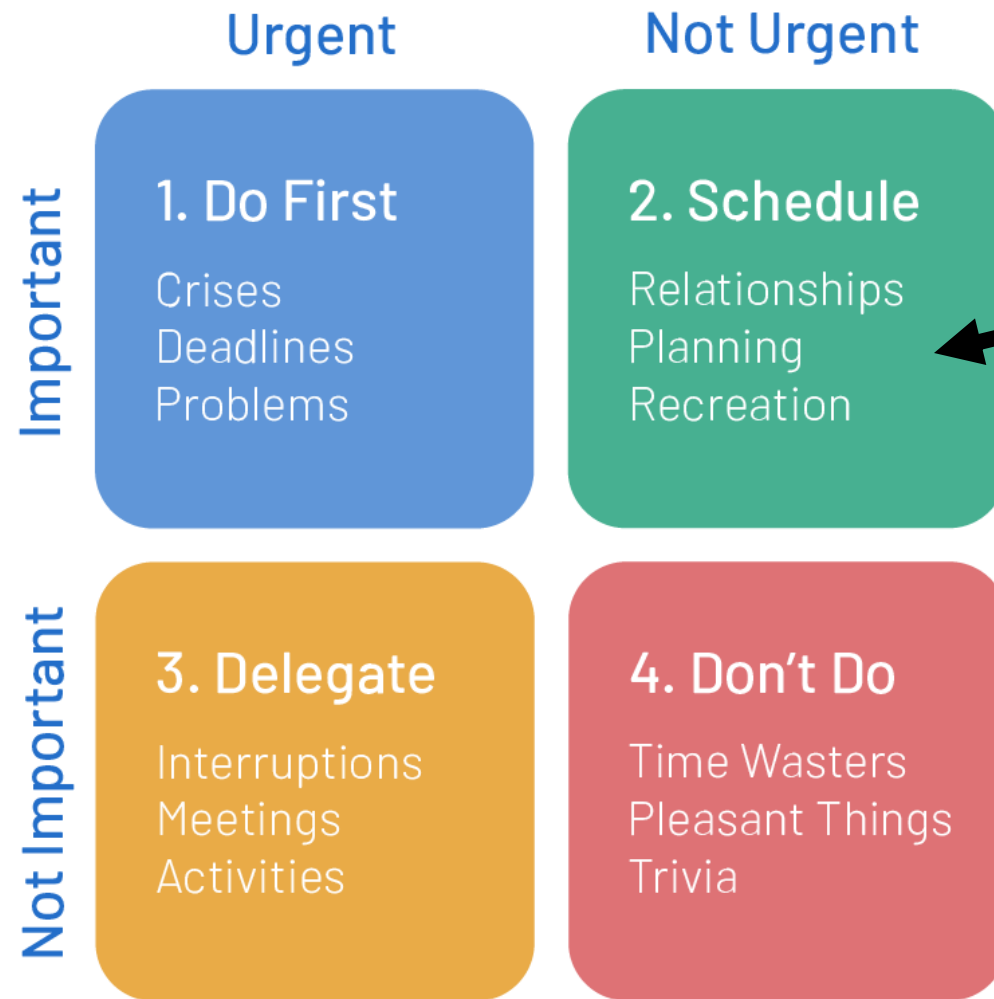 Urgent
Not Urgent
Important
1. Do First
Crises
Deadlines
Problems
2. Schedule
Relationships
Planning
Recreation
Not Important
3. Delegate
Interruptions
Meetings
Activities
4. Don’t Do
Time Wasters
Pleasant Things
Trivia